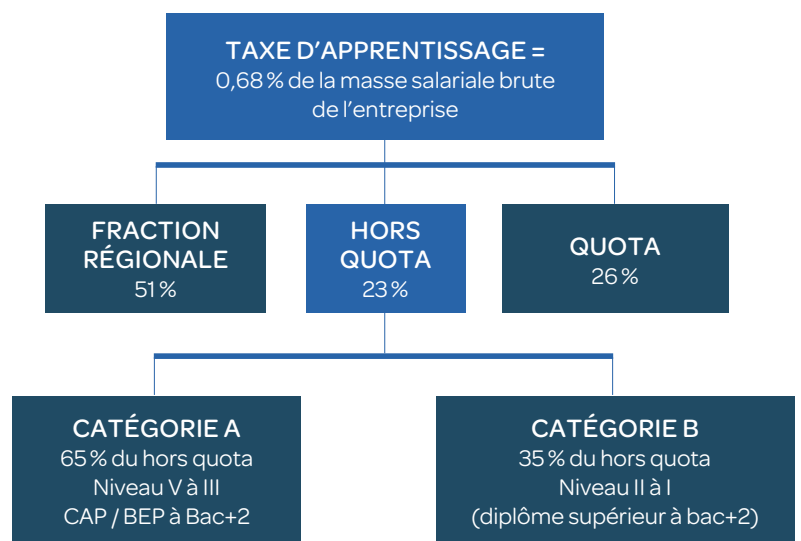 TAXE D'APPRENTISSAGE =
0,68 % de la masse salariale brute
de l'entreprise
FRACTION
RÉGIONALE
51 %
HORS
QUOTA
23 %
QUOTA
26 %
CATÉGORIE A
65 % du hors quota
Niveau V à III
CAP / BEP à Bac+2
CATÉGORIE B
35 % du hors quota
Niveau II à I
(diplôme supérieur à bac+2)